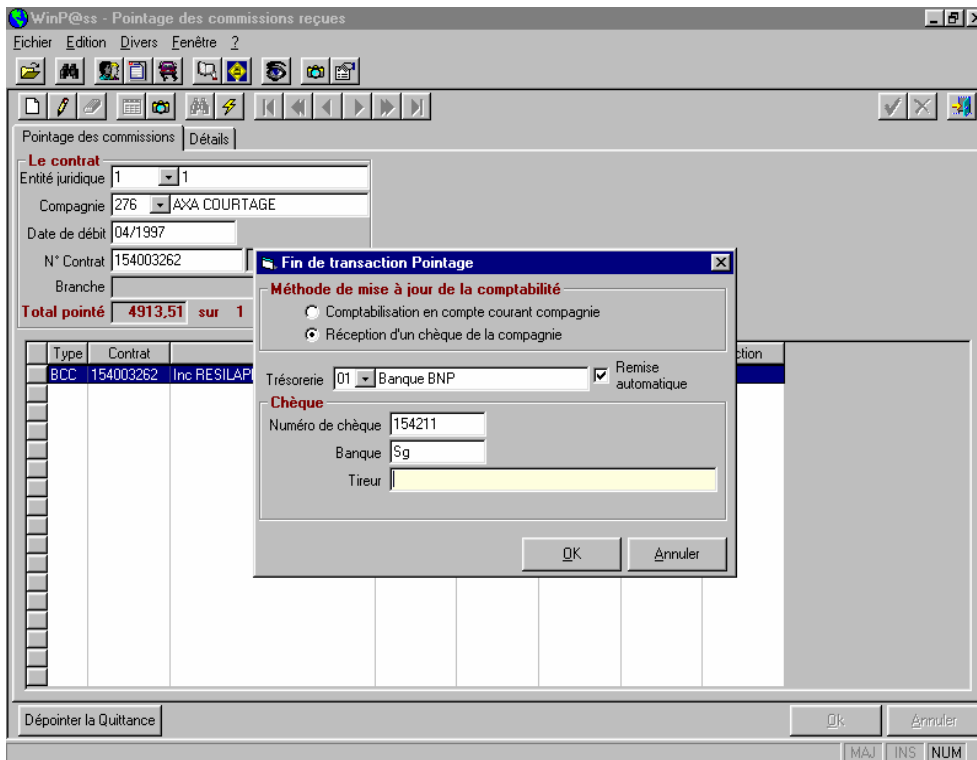 WinP@ss - Pointage des commissions reçues
Fichier Edition Divers Fenêtre ?
Pointage des commissions Détails
Le contrat
Entité juridique 1 1
Compagnie 276 AXA COURTAGE
Date de débit 04/1997
N° Contrat 154003262
Branche
Total pointé 4913,51 sur 1
Type Contrat
BCC 154003262 Inc RESILAP
Fin de transaction Pointage
Méthode de mise à jour de la comptabilité
Comptabilisation en compte courant compagnie
Réception d'un chèque de la compagnie
Trésorerie 01 Banque BNP Remise automatique
Chèque
Numéro de chèque 154211
Banque Sg
Tireur
OK Annuler
Dépointer la Quittance Ok Annuler
MAJ INS NUM